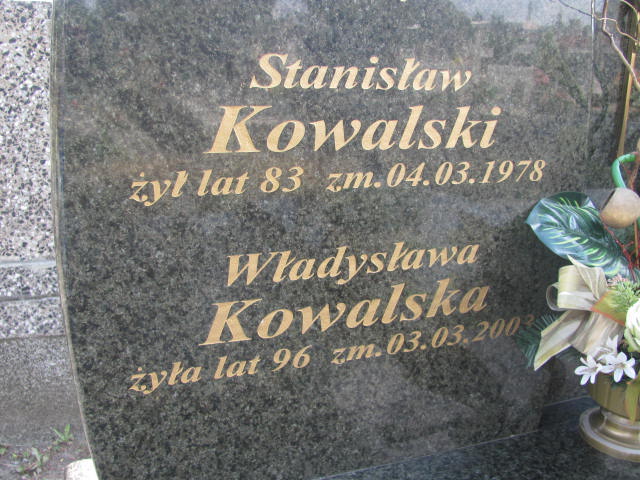 Stanisław
Kowalski
żył lat 83 zm.04.03.1978
Władysława
Kowalska
żyła lat 96 zm.03.03.2003